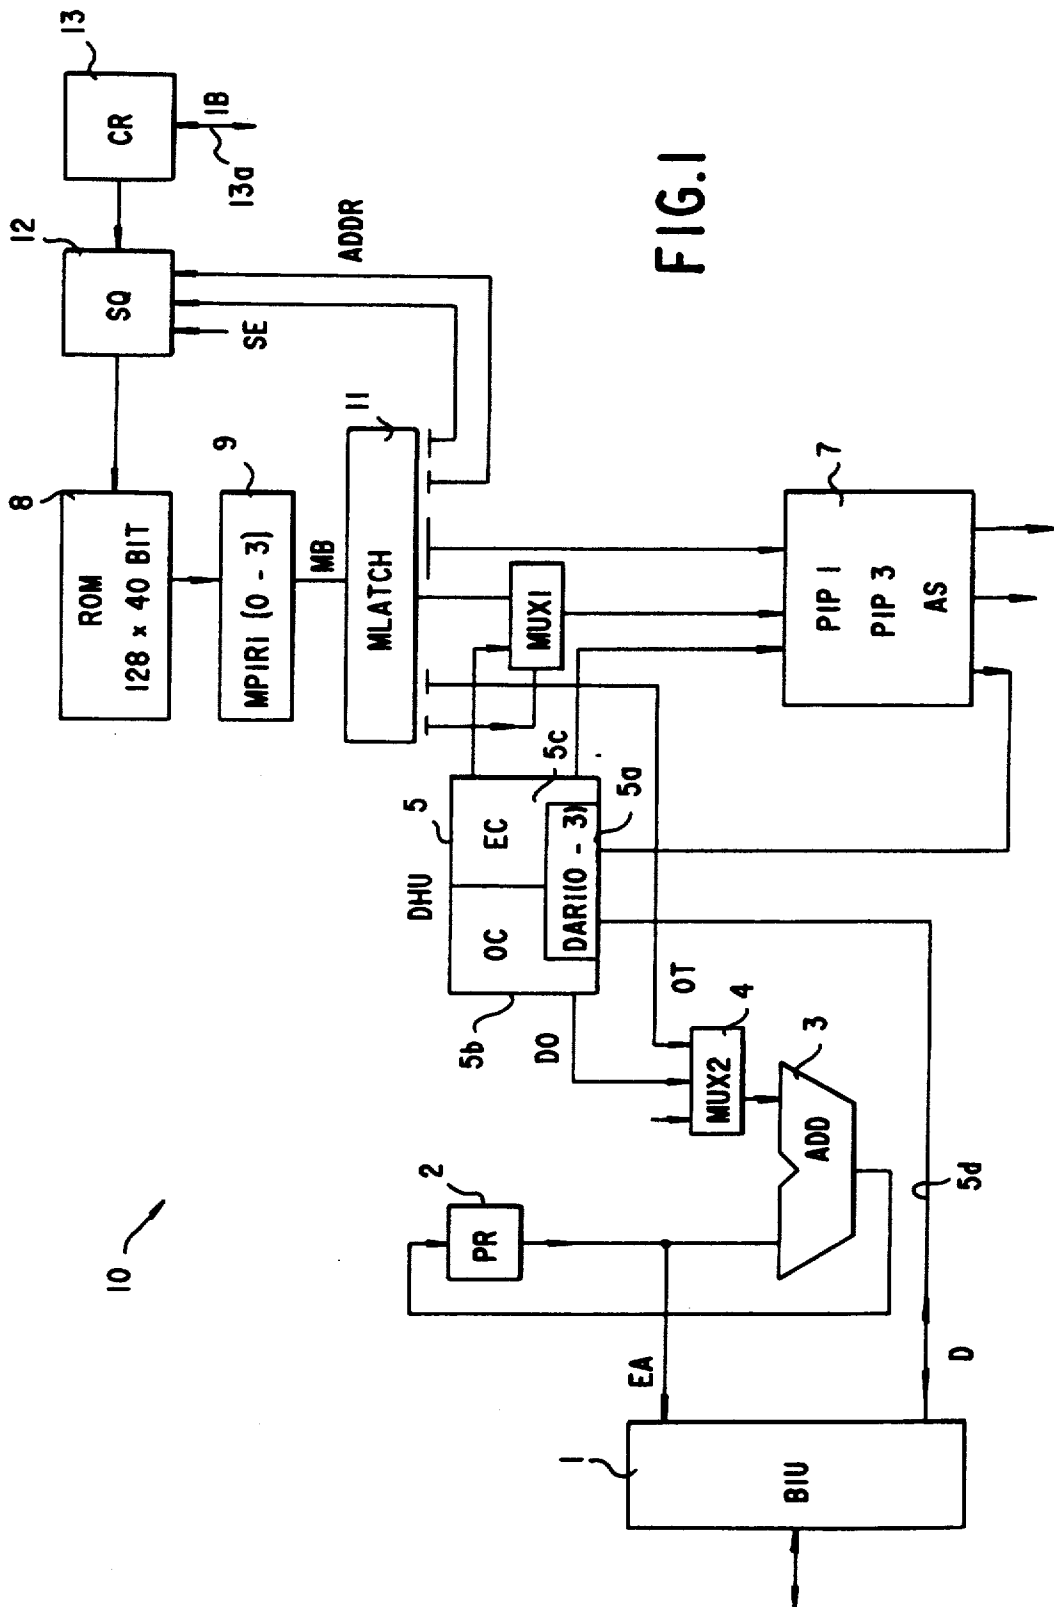 13
CR
IB
13a
12
SQ
SE
ADDR
8
ROM
128 x 40 BIT
9
MPIRI (0 - 3)
MB
11
MLATCH
MUX1
7
PIP 1
PIP 3
AS
5
DHU
EC
5c
OC
5b
DARI(0 - 3)
5a
DO
OT
4
MUX2
3
ADD
2
PR
10
EA
5d
D
1
BIU
FIG.1